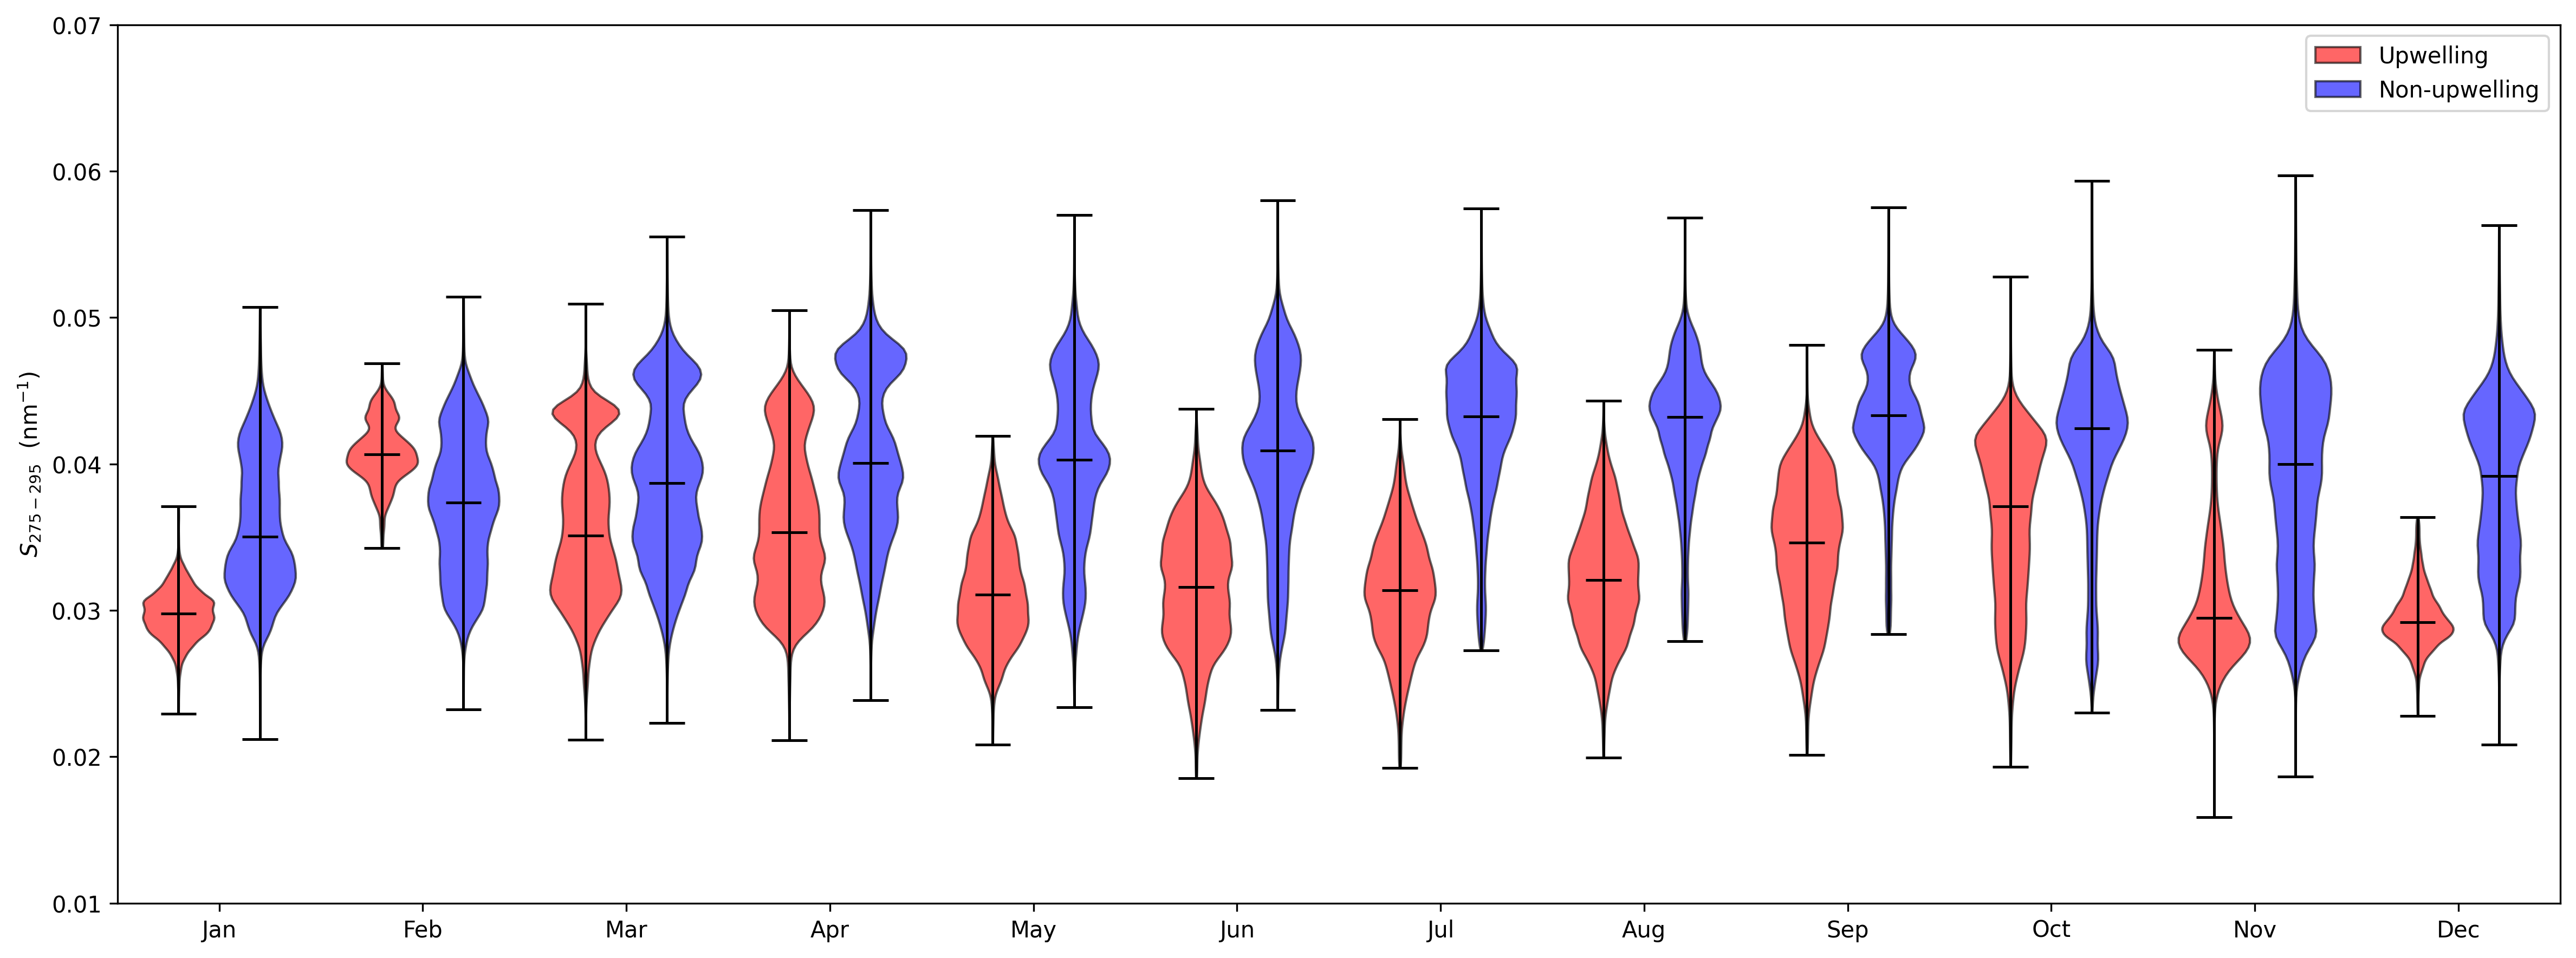 0.07
0.06
0.05
0.04
0.03
0.02
0.01
S275−295 (nm−1)
Upwelling
Non-upwelling
Jan Feb Mar Apr May Jun Jul Aug Sep Oct Nov Dec